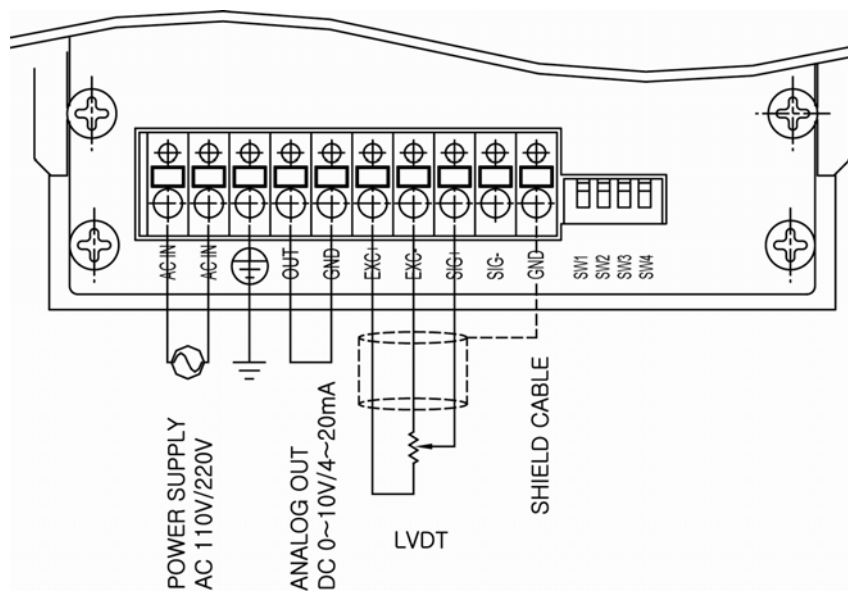 AC IN
AC IN
OUT
GND
EXC+
EXC-
SIG+
SIG-
GND
SW1
SW2
SW3
SW4
POWER SUPPLY
AC 110V/220V
ANALOG OUT
DC 0~10V/4~20mA
LVDT
SHIELD CABLE